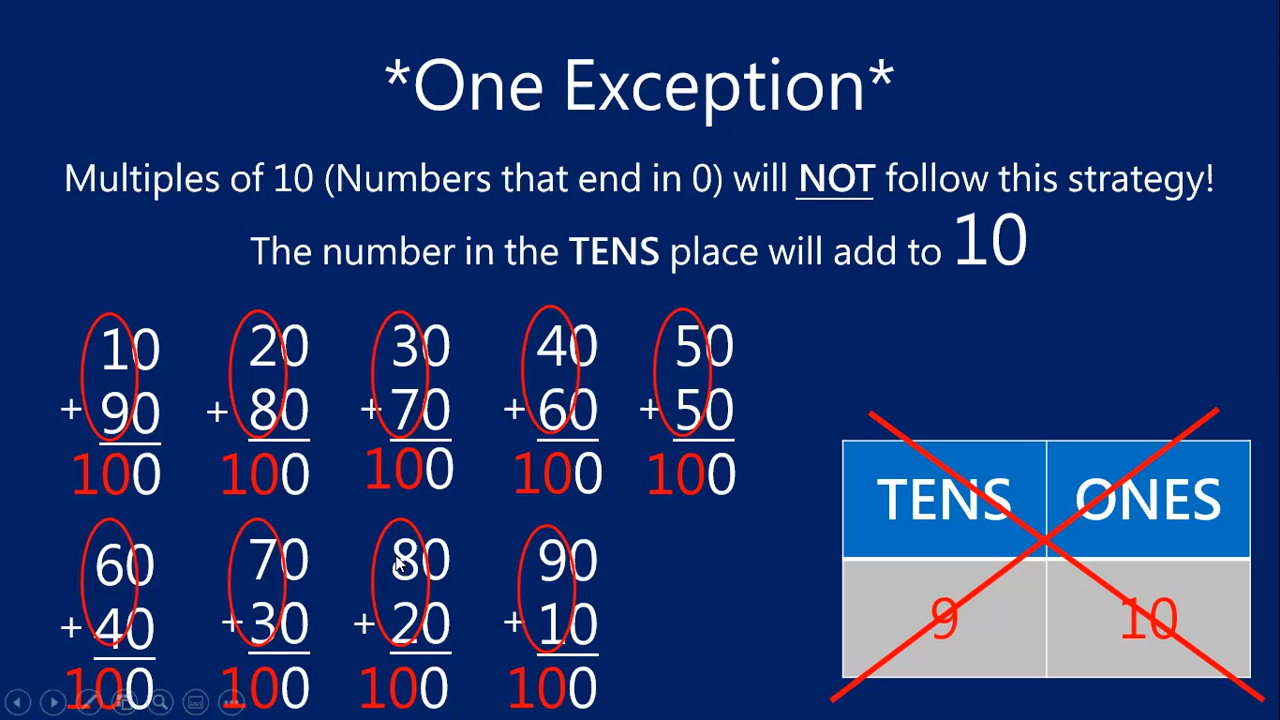 *One Exception*
Multiples of 10 (Numbers that end in 0) will NOT follow this strategy!
The number in the TENS place will add to 10
10 20 30 40 50
+ 90 + 80 + 70 + 60 + 50
100 100 100 100 100
60 70 80 90
+ 40 + 30 + 20 + 10
100 100 100 100
TENS ONES
9 10